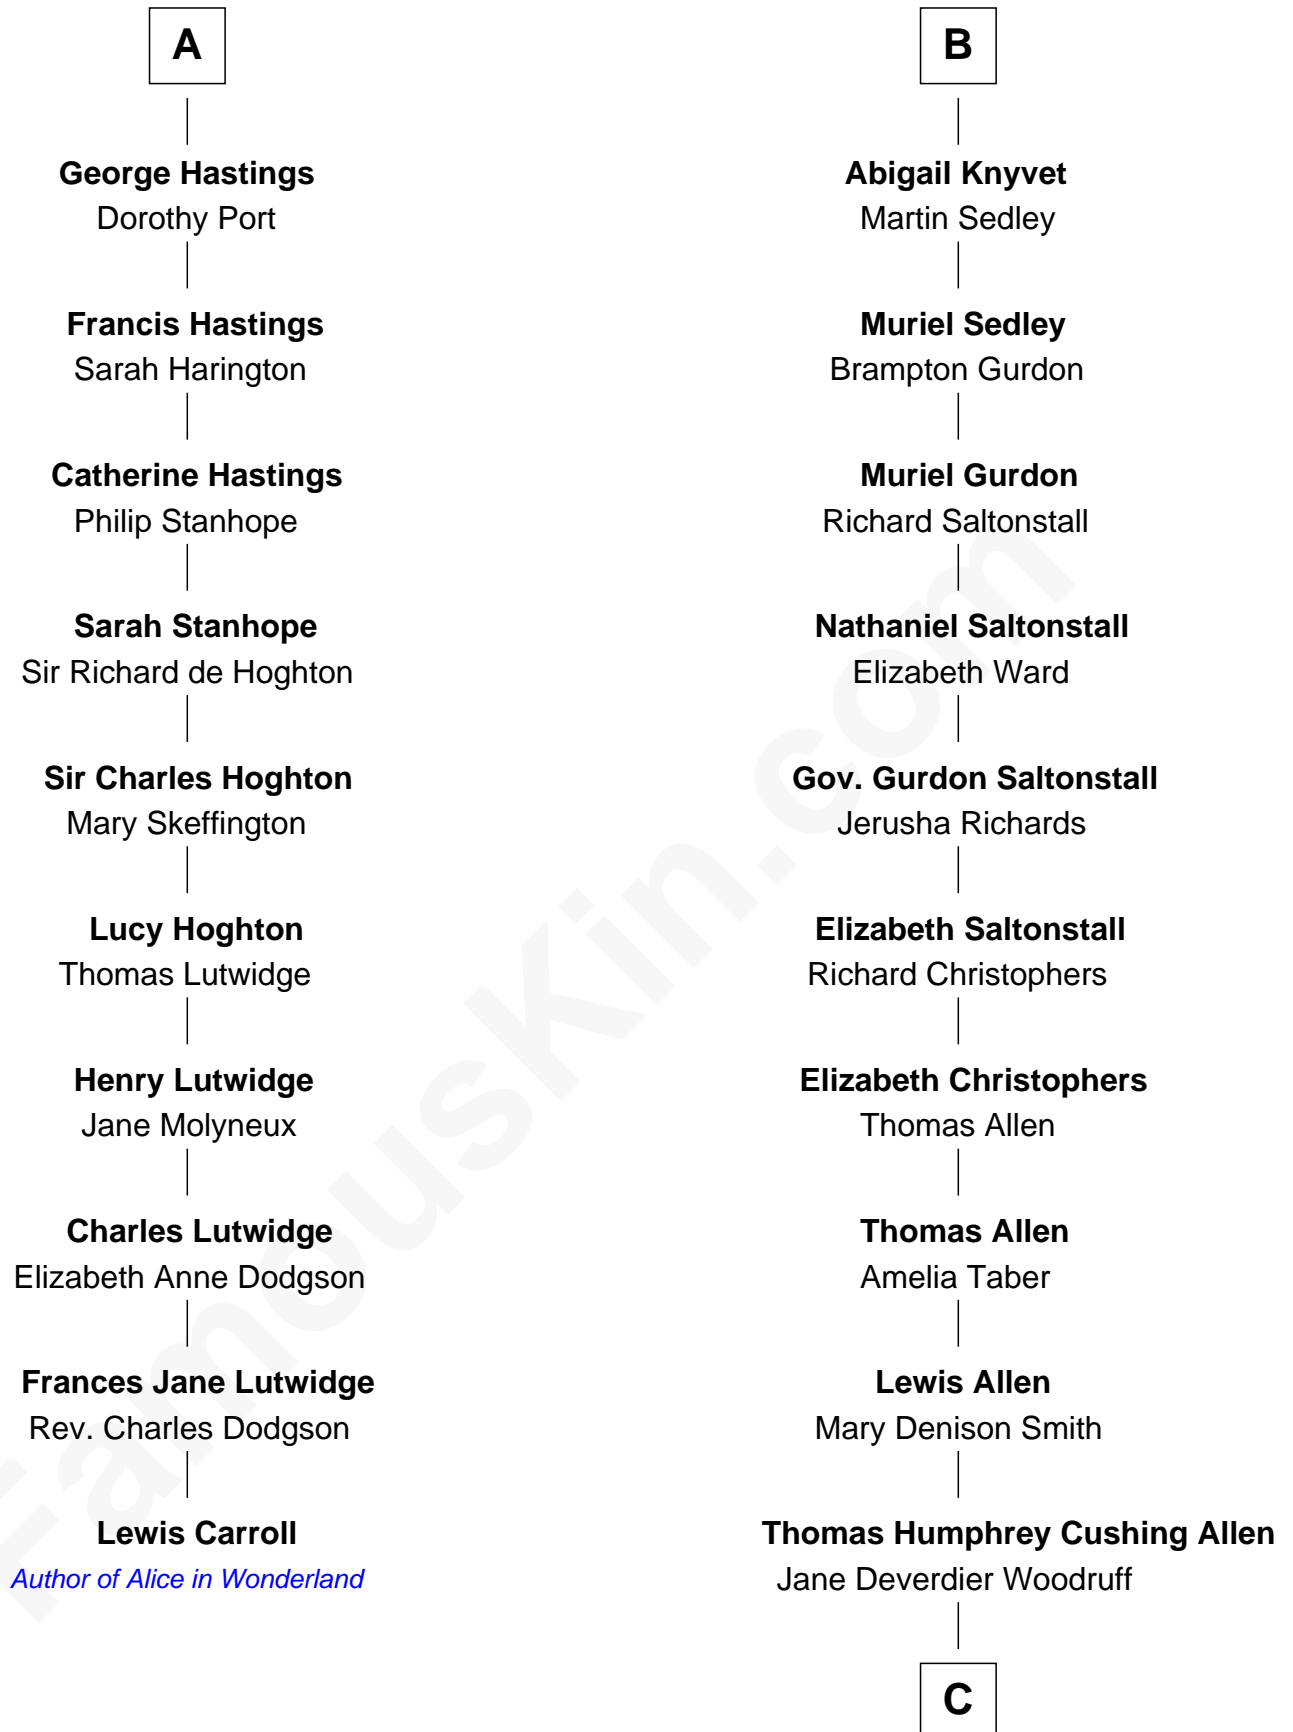 A
George Hastings
Dorothy Port
Francis Hastings
Sarah Harington
Catherine Hastings
Philip Stanhope
Sarah Stanhope
Sir Richard de Hoghton
Sir Charles Hoghton
Mary Skeffington
Lucy Hoghton
Thomas Lutwidge
Henry Lutwidge
Jane Molyneux
Charles Lutwidge
Elizabeth Anne Dodgson
Frances Jane Lutwidge
Rev. Charles Dodgson
Lewis Carroll
Author of Alice in Wonderland
B
Abigail Knyvet
Martin Sedley
Muriel Sedley
Brampton Gurdon
Muriel Gurdon
Richard Saltonstall
Nathaniel Saltonstall
Elizabeth Ward
Gov. Gurdon Saltonstall
Jerusha Richards
Elizabeth Saltonstall
Richard Christophers
Elizabeth Christophers
Thomas Allen
Thomas Allen
Amelia Taber
Lewis Allen
Mary Denison Smith
Thomas Humphrey Cushing Allen
Jane Deverdier Woodruff
C
FamousKin.com